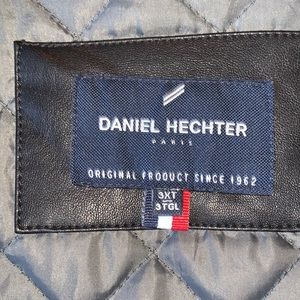 DANIEL HECHTER
PARIS
ORIGINAL PRODUCT SINCE 1962
3XT
3TGL